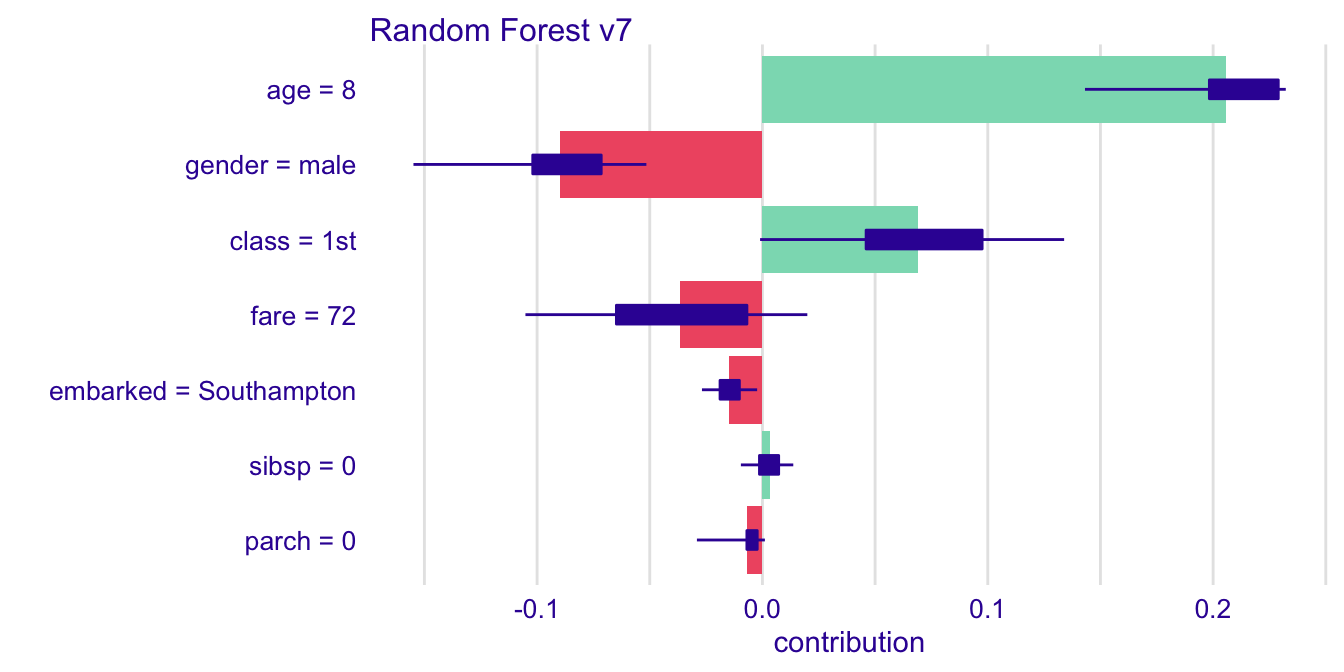 Random Forest v7
age = 8
gender = male
class = 1st
fare = 72
embarked = Southampton
sibsp = 0
parch = 0
-0.1 0.0 0.1 0.2
contribution